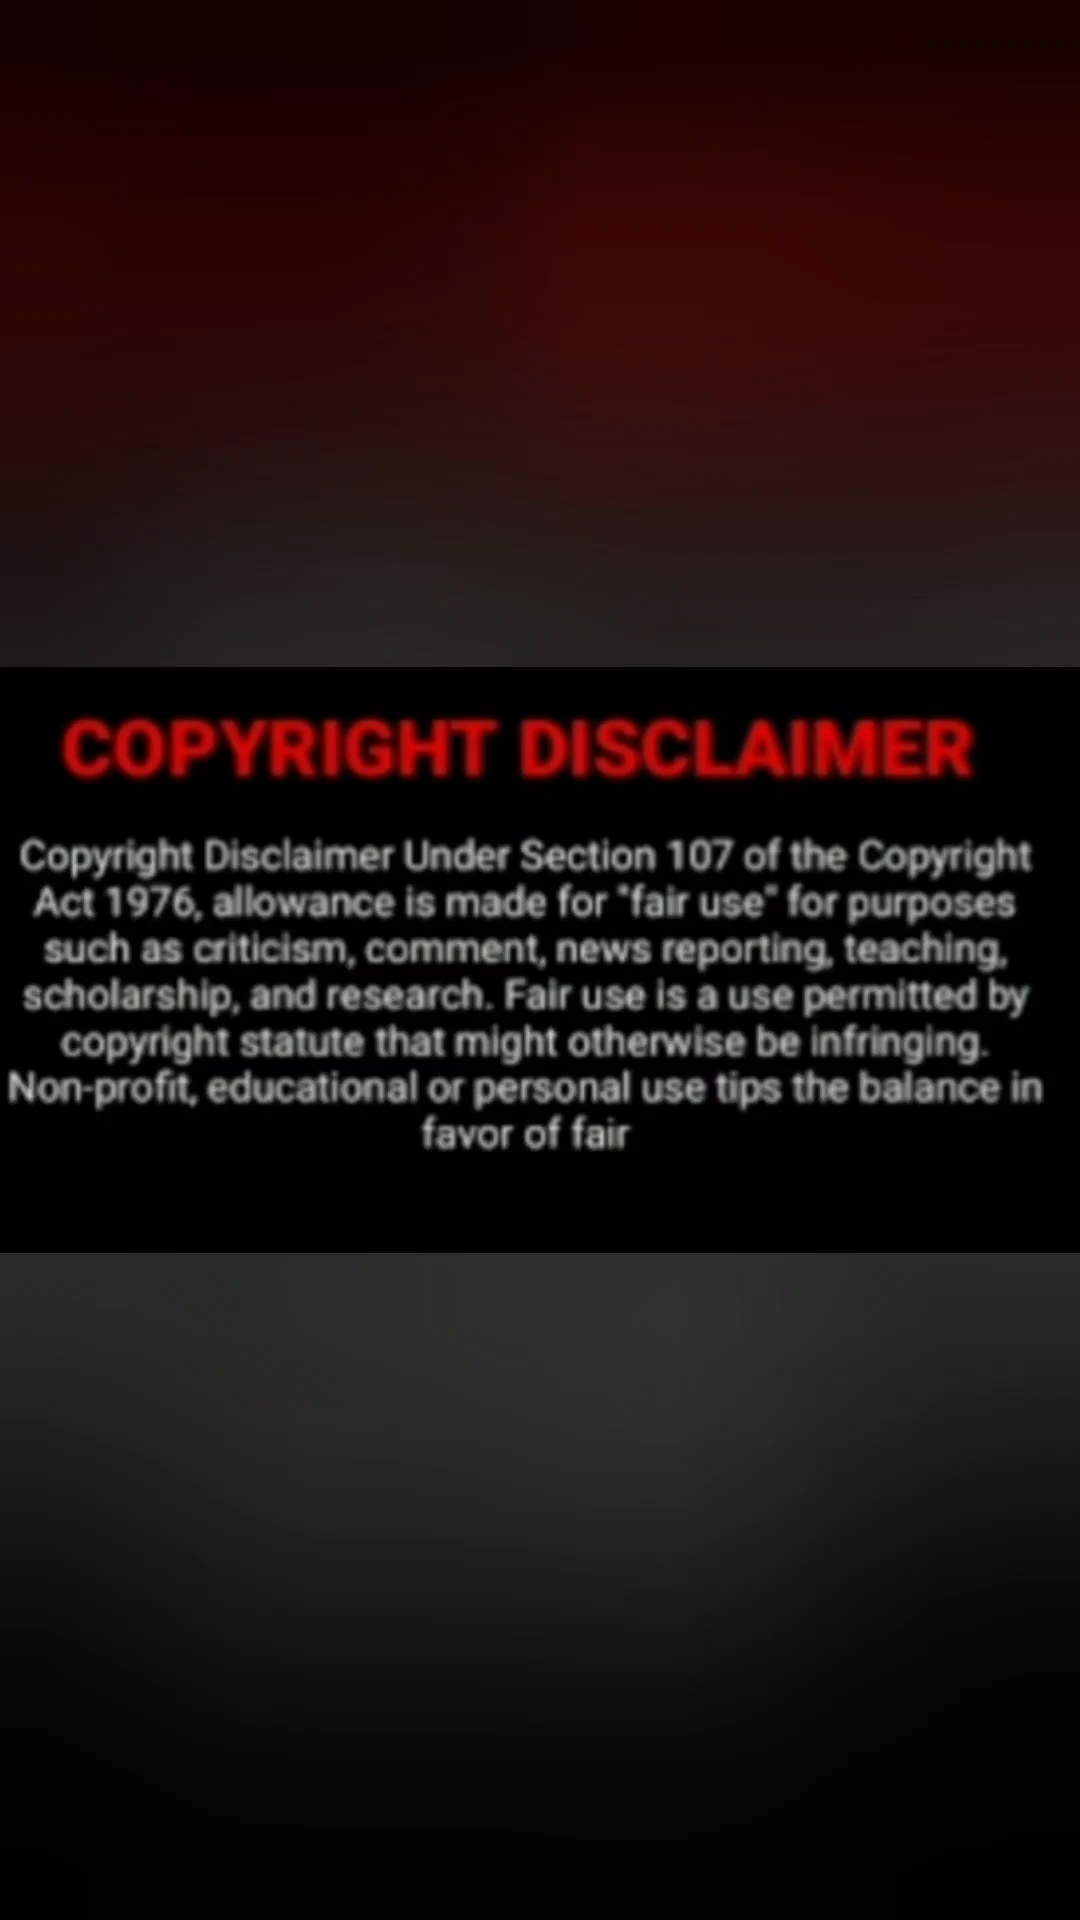 COPYRIGHT DISCLAIMER
Copyright Disclaimer Under Section 107 of the Copyright
Act 1976, allowance is made for "fair use" for purposes
such as criticism, comment, news reporting, teaching,
scholarship, and research. Fair use is a use permitted by
copyright statute that might otherwise be infringing.
Non-profit, educational or personal use tips the balance in
favor of fair